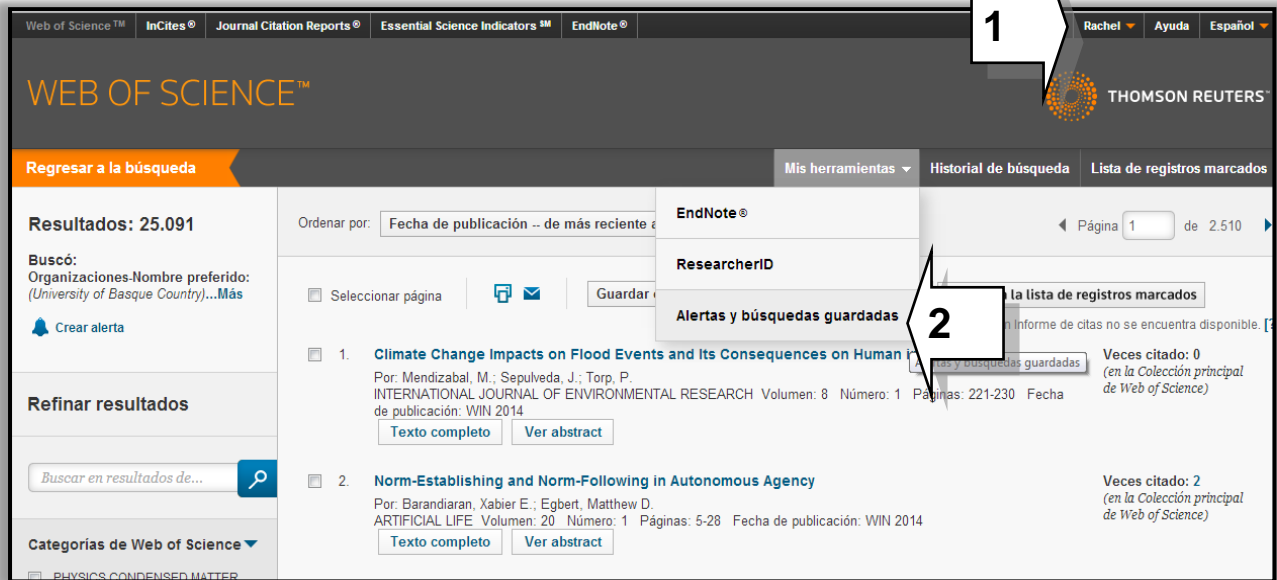 Web of Science™ InCites® Journal Citation Reports® Essential Science Indicators SM EndNote® 1 Rachel Ayuda Español
WEB OF SCIENCE™ THOMSON REUTERS™
Regresar a la búsqueda Mis herramientas Historial de búsqueda Lista de registros marcados
Resultados: 25.091
Ordenar por: Fecha de publicación -- de más reciente a
EndNote®
Página 1 de 2.510
Buscó:
Organizaciones-Nombre preferido:
(University of Basque Country)...Más
Crear alerta
ResearcherID
Seleccionar página Guardar
la lista de registros marcados
Alertas y búsquedas guardadas 2
Informe de citas no se encuentra disponible. [?
Alertas y búsquedas guardadas
1. Climate Change Impacts on Flood Events and Its Consequences on Human
Por: Mendizabal, M.; Sepulveda, J.; Torp, P.
INTERNATIONAL JOURNAL OF ENVIRONMENTAL RESEARCH Volumen: 8 Número: 1 Páginas: 221-230 Fecha
de publicación: WIN 2014
Texto completo Ver abstract
Veces citado: 0
(en la Colección principal
de Web of Science)
Refinar resultados
Buscar en resultados de...
2. Norm-Establishing and Norm-Following in Autonomous Agency
Por: Barandiaran, Xabier E.; Egbert, Matthew D.
ARTIFICIAL LIFE Volumen: 20 Número: 1 Páginas: 5-28 Fecha de publicación: WIN 2014
Texto completo Ver abstract
Veces citado: 2
(en la Colección principal
de Web of Science)
Categorías de Web of Science
PHYSICS CONDENSED MATTER